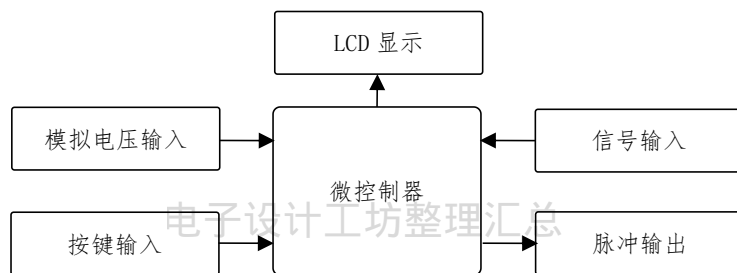 LCD 显示
模拟电压输入
信号输入
微控制器
电子设计工坊整理汇总
按键输入
脉冲输出